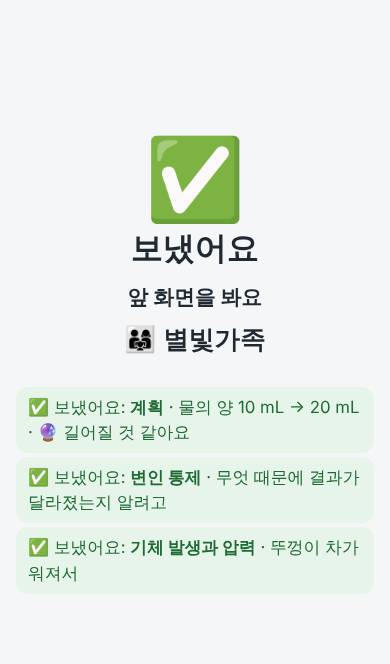 ✅
보냈어요
앞 화면을 봐요
👨‍👩‍👧 별빛가족
✅ 보냈어요: 계획 · 물의 양 10 mL → 20 mL
· 🔮 길어질 것 같아요
✅ 보냈어요: 변인 통제 · 무엇 때문에 결과가
달라졌는지 알려고
✅ 보냈어요: 기체 발생과 압력 · 뚜껑이 차가
워져서